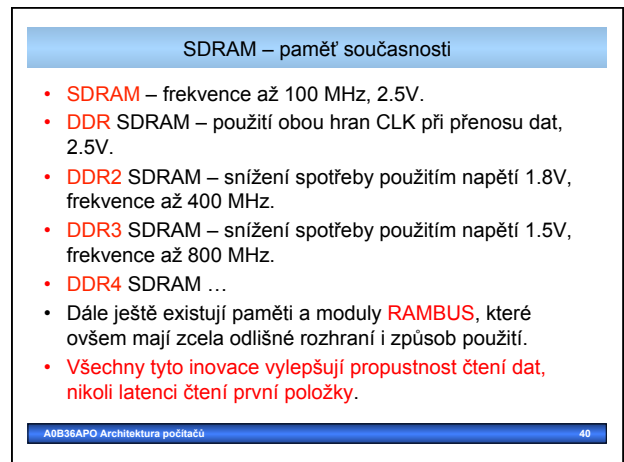 SDRAM – paměť současnosti
• SDRAM – frekvence až 100 MHz, 2.5V.
• DDR SDRAM – použití obou hran CLK při přenosu dat,
2.5V.
• DDR2 SDRAM – snížení spotřeby použitím napětí 1.8V,
frekvence až 400 MHz.
• DDR3 SDRAM – snížení spotřeby použitím napětí 1.5V,
frekvence až 800 MHz.
• DDR4 SDRAM …
• Dále ještě existují paměti a moduly RAMBUS, které
ovšem mají zcela odlišné rozhraní i způsob použití.
• Všechny tyto inovace vylepšují propustnost čtení dat,
nikoli latenci čtení první položky.
A0B36APO Architektura počítačů 40